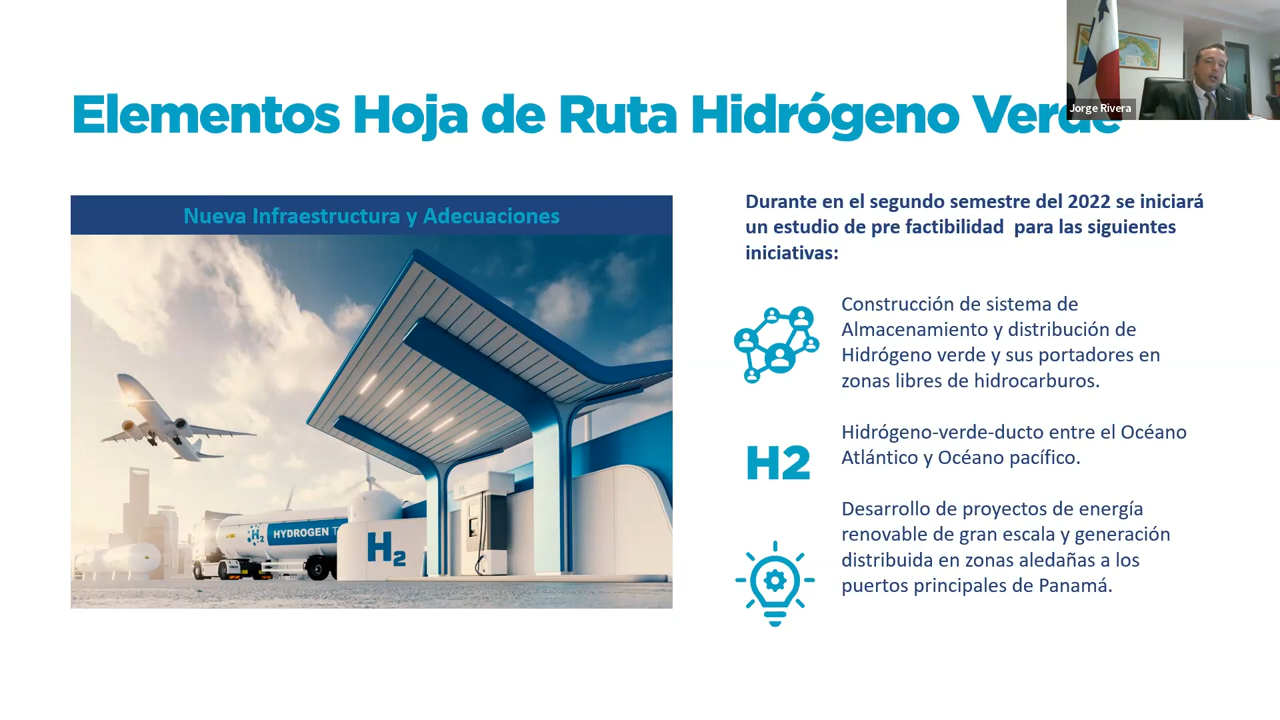 Elementos Hoja de Ruta Hidrógeno Verde
Jorge Rivera
Nueva Infraestructura y Adecuaciones
HYDROGEN
H2
H2
Durante en el segundo semestre del 2022 se iniciará
un estudio de pre factibilidad para las siguientes
iniciativas:
Construcción de sistema de
Almacenamiento y distribución de
Hidrógeno verde y sus portadores en
zonas libres de hidrocarburos.
H2
Hidrógeno-verde-ducto entre el Océano
Atlántico y Océano pacífico.
Desarrollo de proyectos de energía
renovable de gran escala y generación
distribuida en zonas aledañas a los
puertos principales de Panamá.